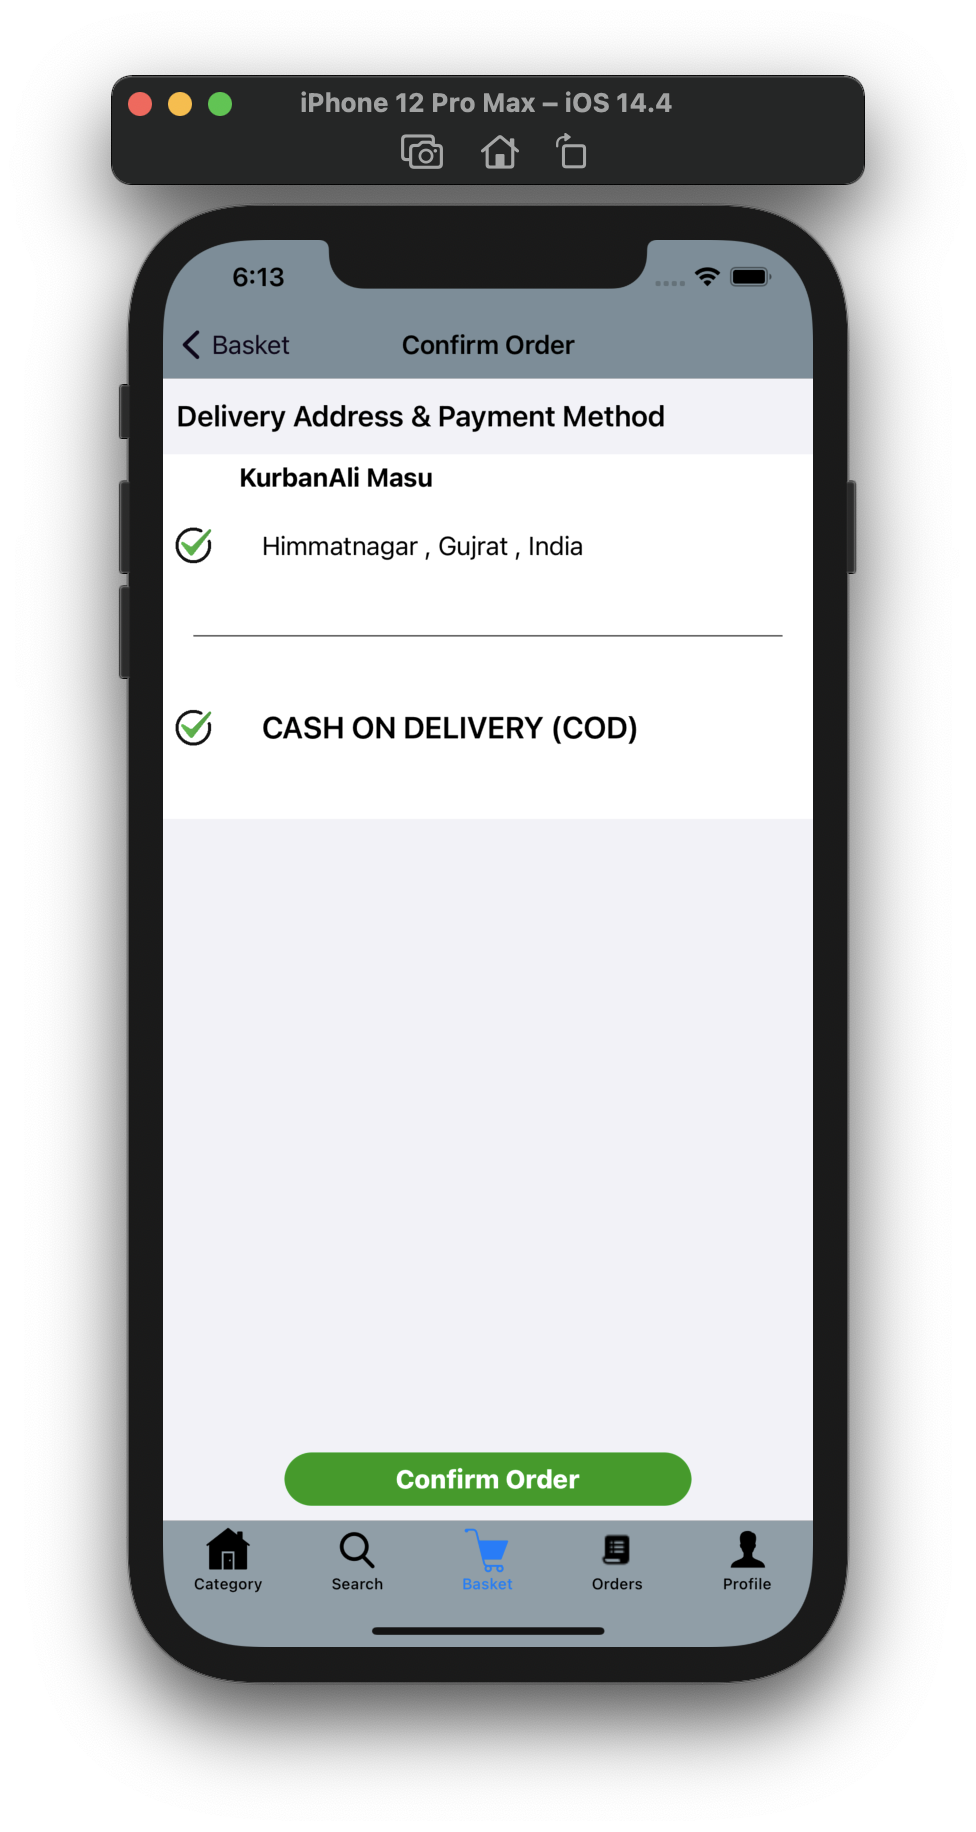 iPhone 12 Pro Max – iOS 14.4
6:13
Basket
Confirm Order
Delivery Address & Payment Method
KurbanAli Masu
Himmatnagar , Gujrat , India
CASH ON DELIVERY (COD)
Confirm Order
Category
Search
Basket
Orders
Profile